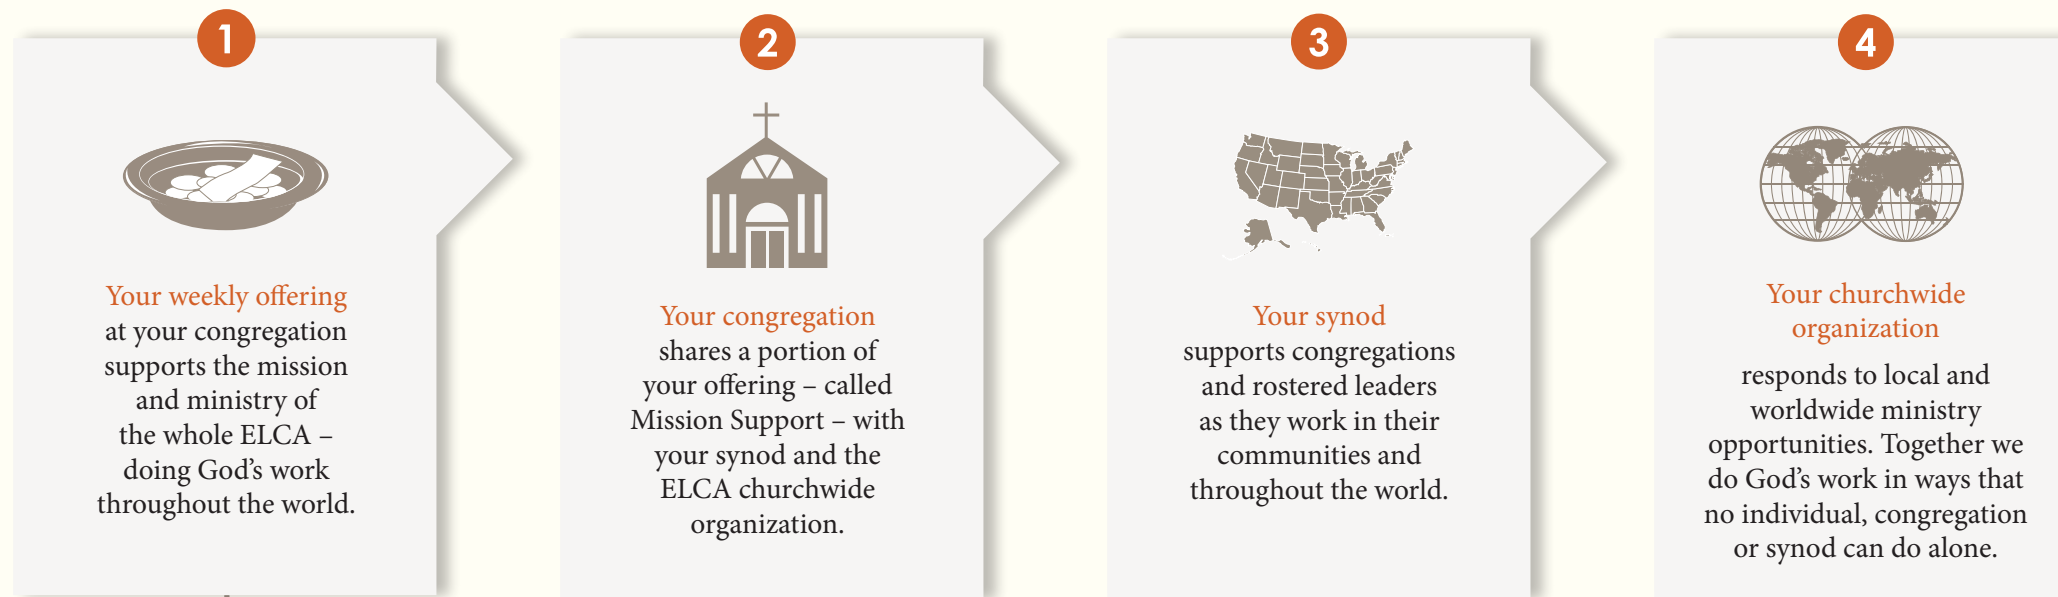 1
Your weekly offering
at your congregation
supports the mission
and ministry of
the whole ELCA –
doing God’s work
throughout the world.
2
Your congregation
shares a portion of
your offering – called
Mission Support – with
your synod and the
ELCA churchwide
organization.
3
Your synod
supports congregations
and rostered leaders
as they work in their
communities and
throughout the world.
4
Your churchwide
organization
responds to local and
worldwide ministry
opportunities. Together we
do God’s work in ways that
no individual, congregation
or synod can do alone.